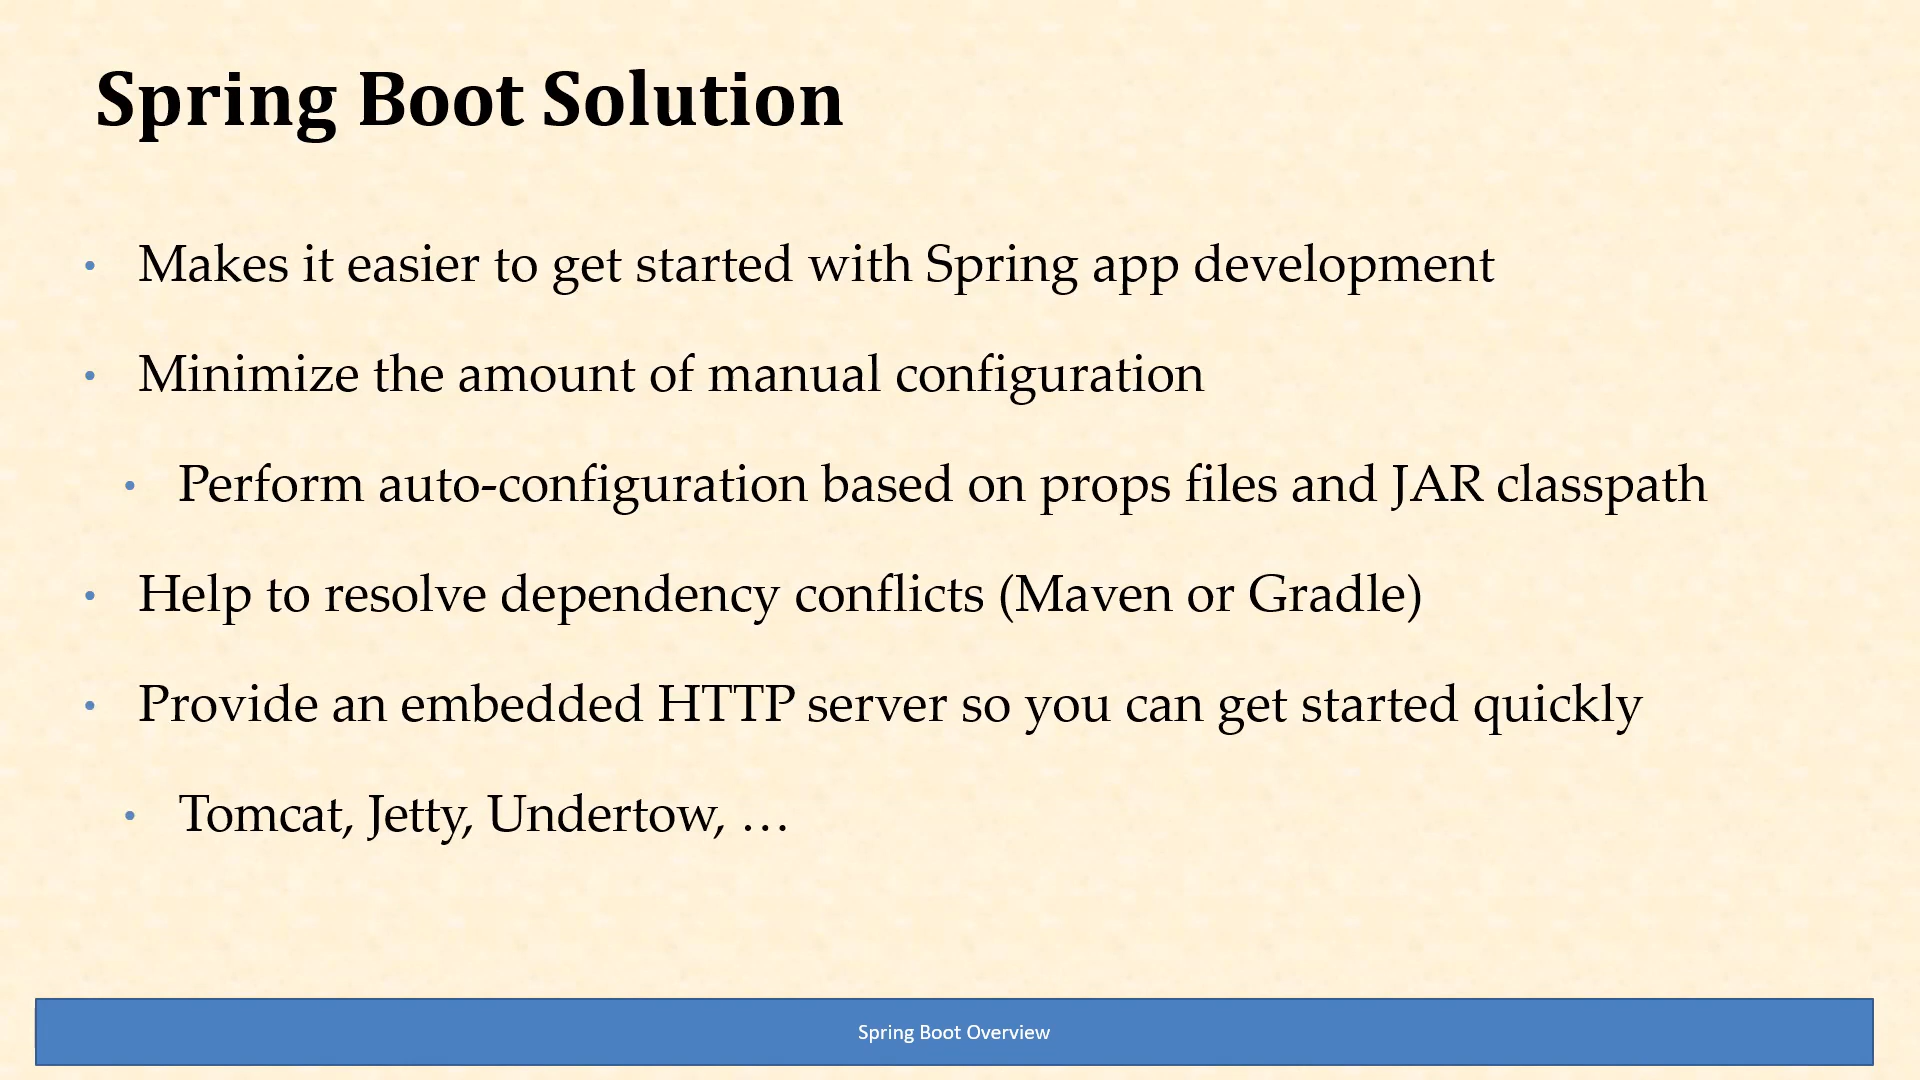 Spring Boot Solution
• Makes it easier to get started with Spring app development
• Minimize the amount of manual configuration
• Perform auto-configuration based on props files and JAR classpath
• Help to resolve dependency conflicts (Maven or Gradle)
• Provide an embedded HTTP server so you can get started quickly
• Tomcat, Jetty, Undertow, …
Spring Boot Overview